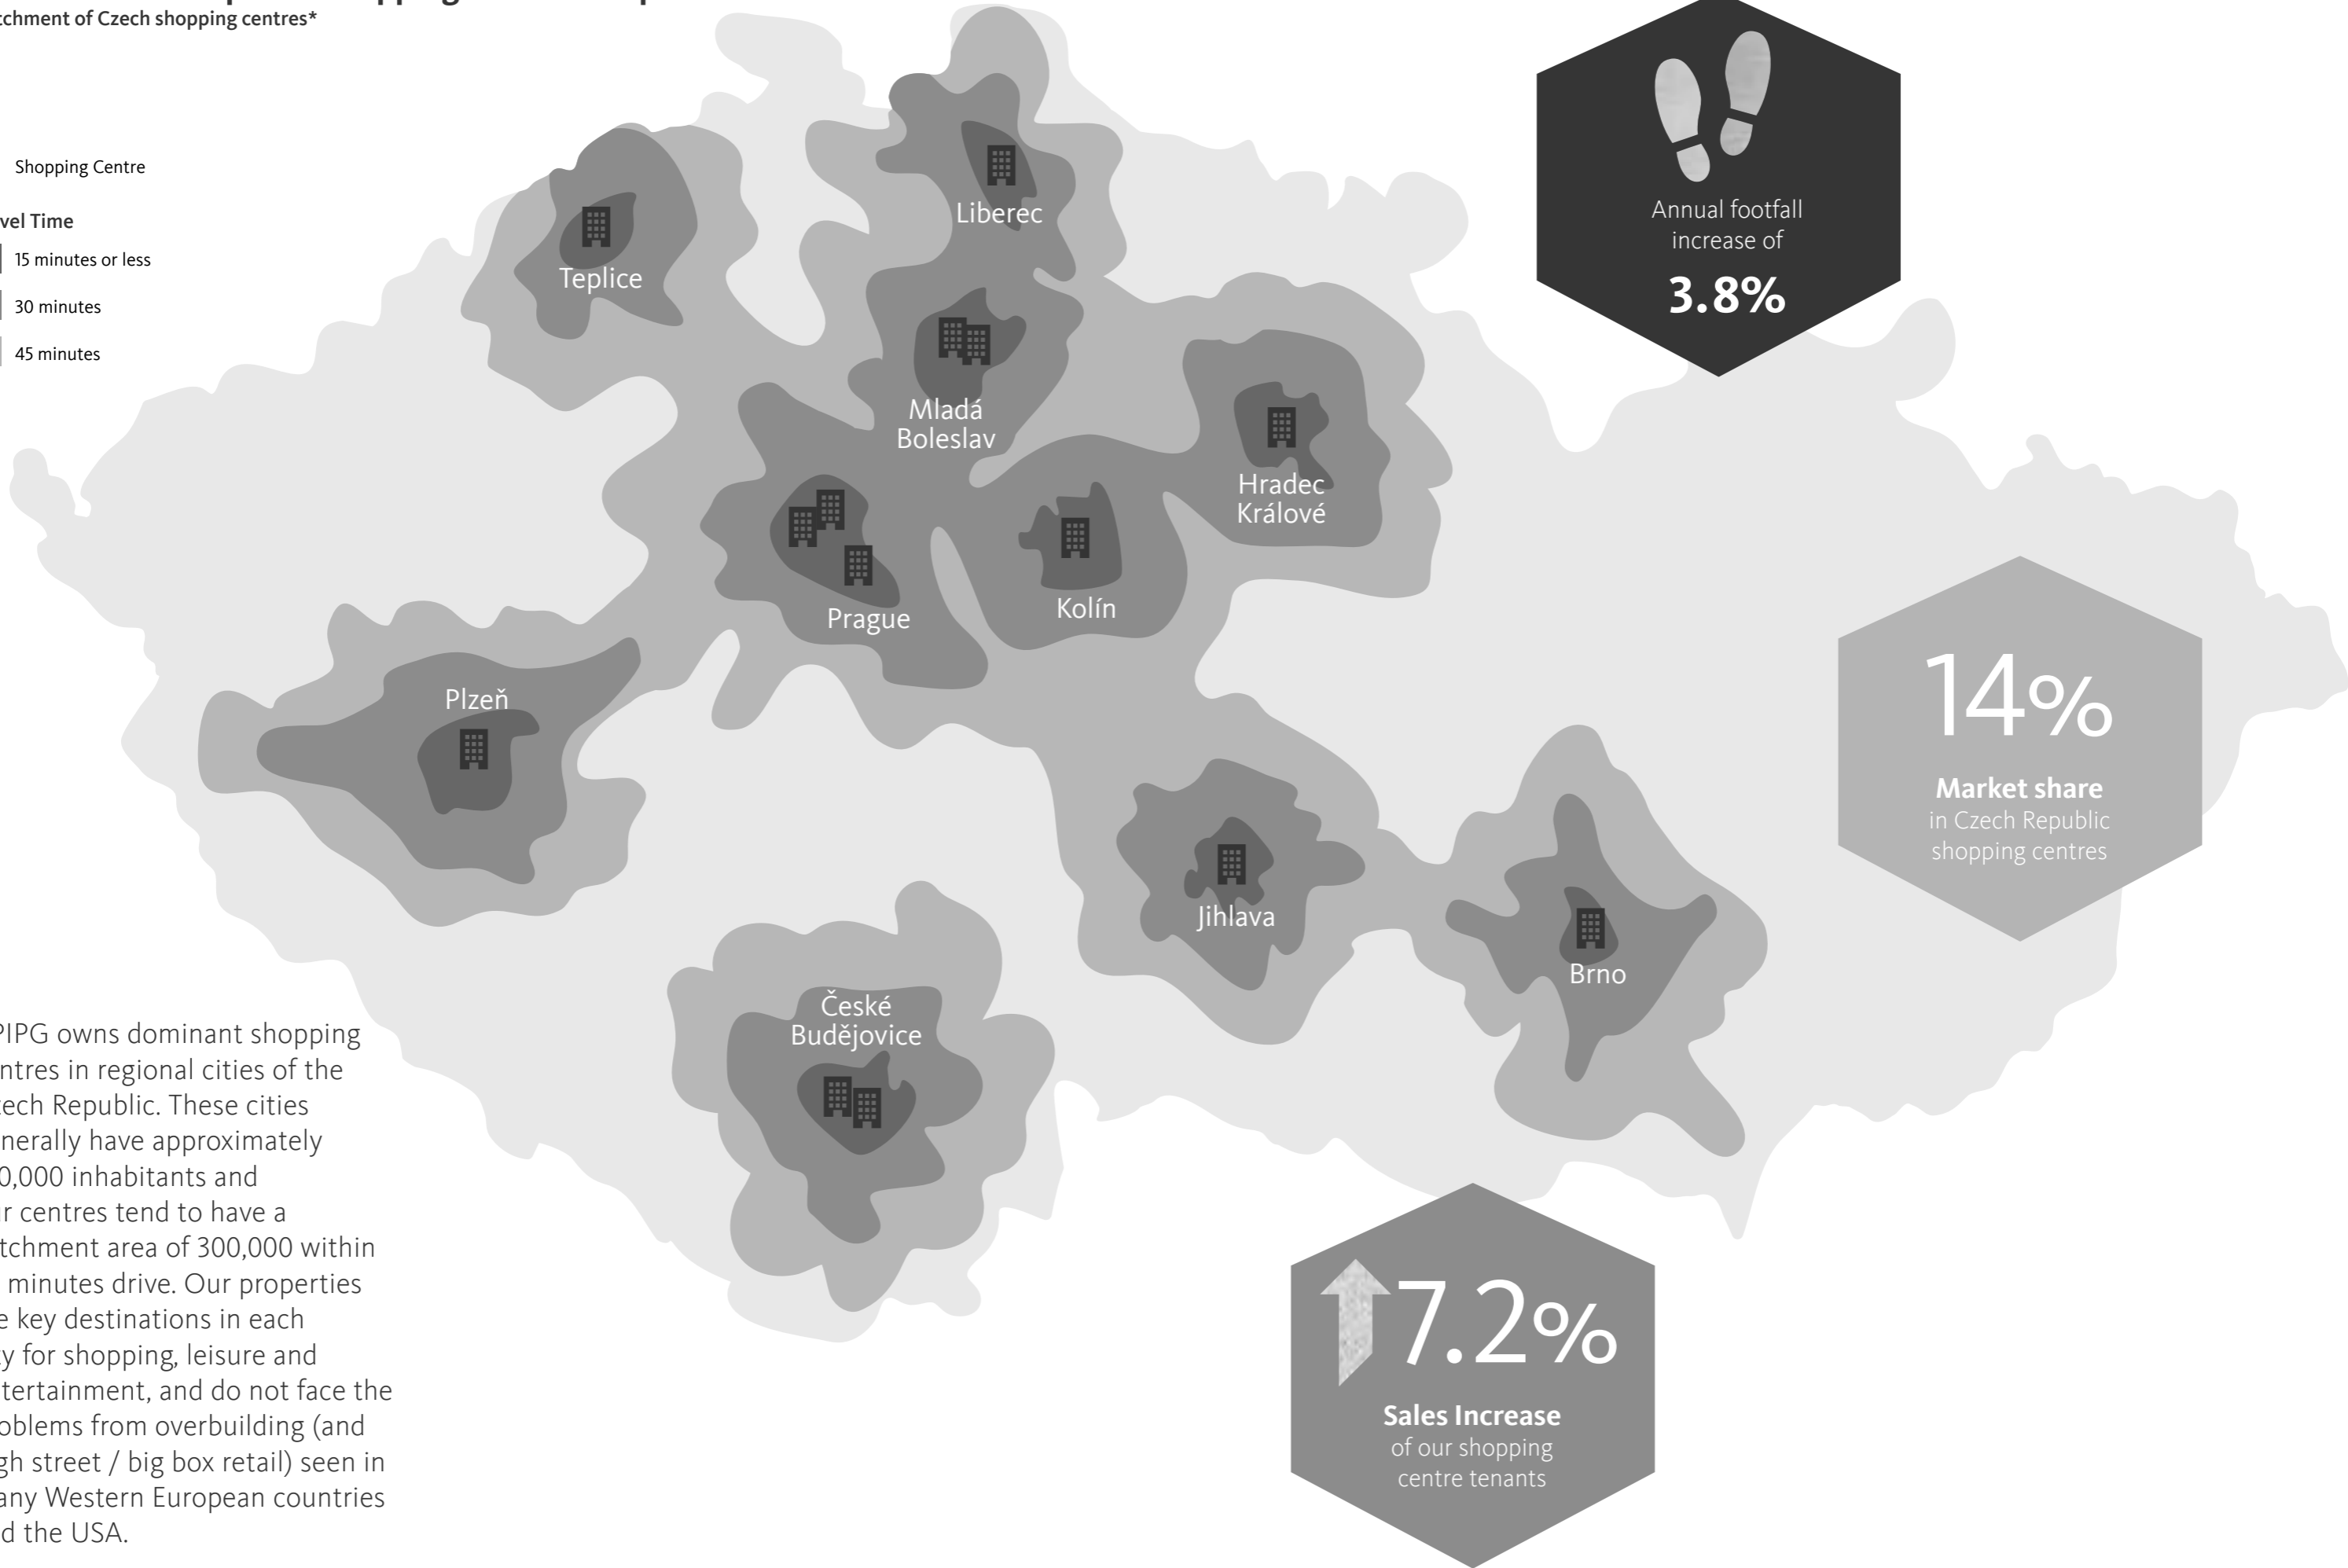 tchment of Czech shopping centres*
Shopping Centre
vel Time
15 minutes or less
30 minutes
45 minutes
Liberec
Teplice
Mladá
Boleslav
Hradec
Králové
Prague
Kolín
Plzeň
Jihlava
Brno
České
Budějovice
Annual footfall
increase of
3.8%
14%
Market share
in Czech Republic
shopping centres
7.2%
Sales Increase
of our shopping
centre tenants
PIPG owns dominant shopping
ntres in regional cities of the
zech Republic. These cities
nerally have approximately
0,000 inhabitants and
r centres tend to have a
tchment area of 300,000 within
minutes drive. Our properties
e key destinations in each
y for shopping, leisure and
tertainment, and do not face the
oblems from overbuilding (and
gh street / big box retail) seen in
any Western European countries
d the USA.